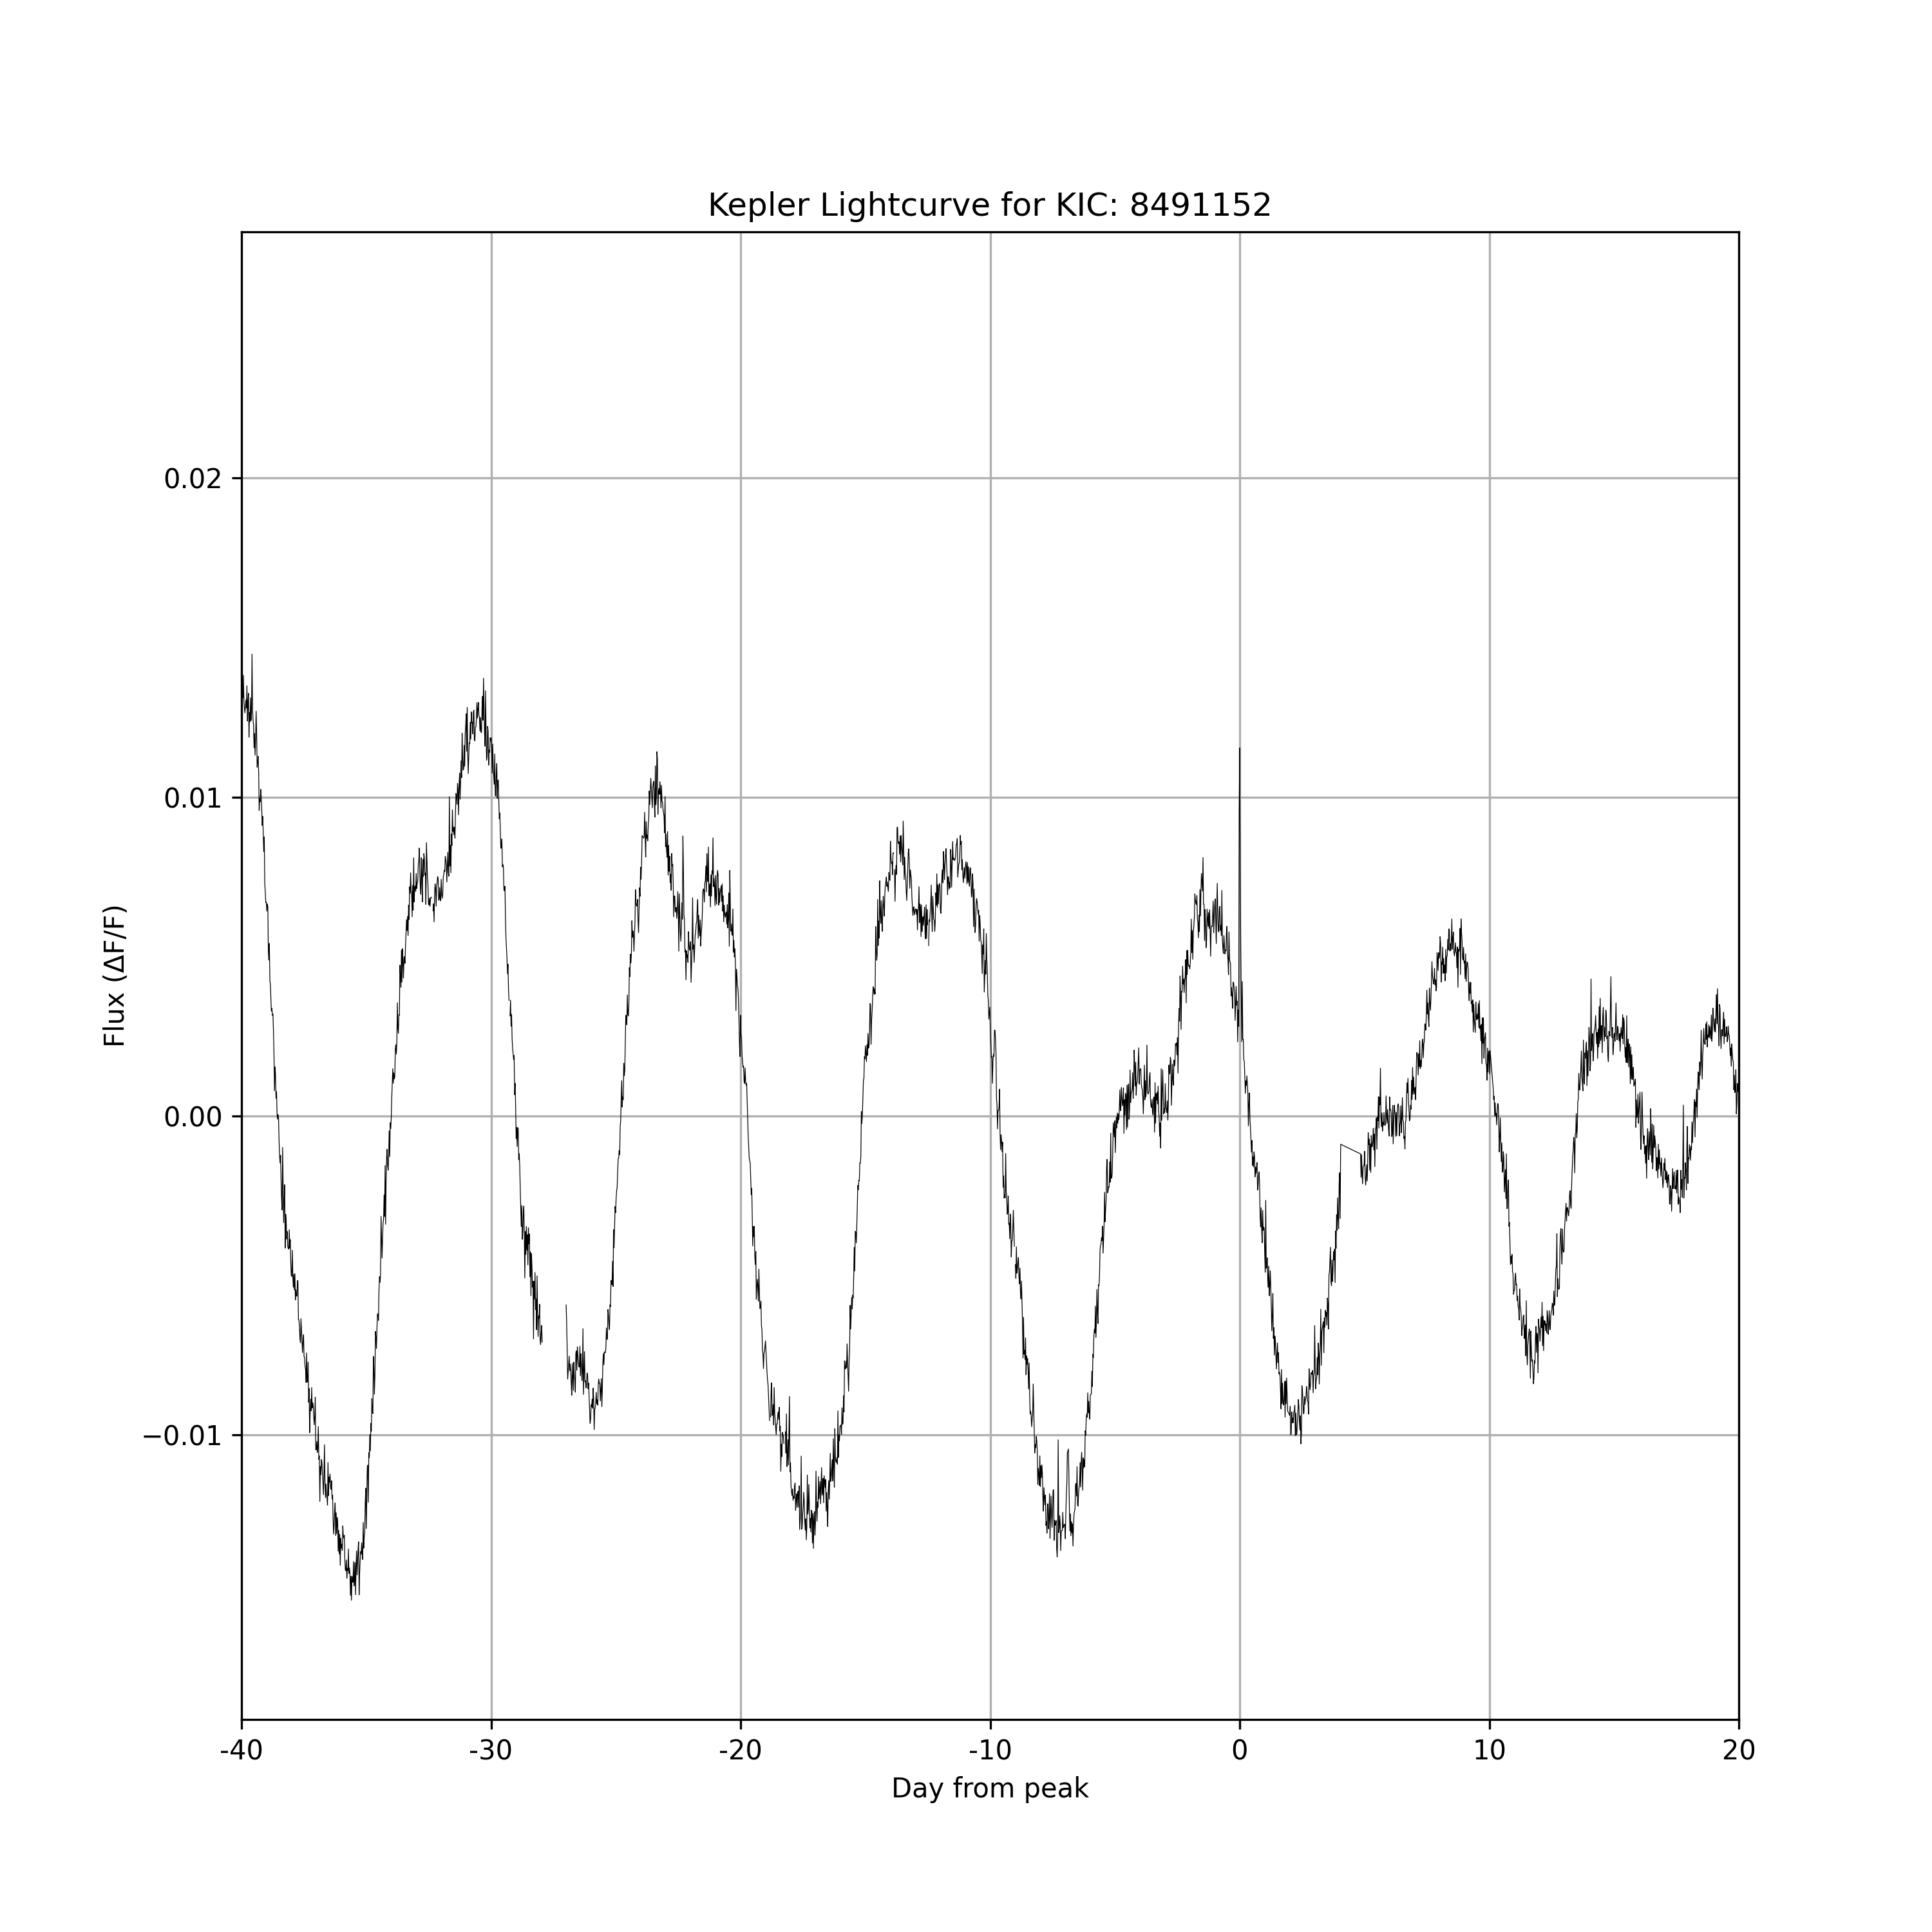 Kepler Lightcurve for KIC: 8491152
Flux (ΔF/F)
0.02
0.01
0.00
−0.01
-40 -30 -20 -10 0 10 20
Day from peak